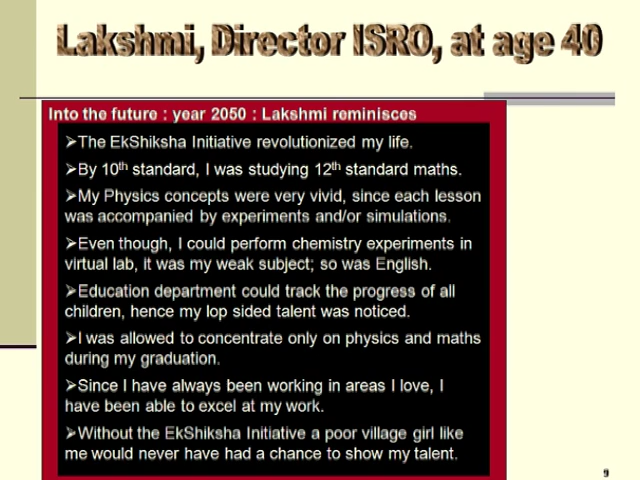 Lakshmi, Director ISRO, at age 40
Into the future : year 2050 : Lakshmi reminisces
➢The EkShiksha Initiative revolutionized my life.
➢By 10th standard, I was studying 12th standard maths.
➢My Physics concepts were very vivid, since each lesson
was accompanied by experiments and/or simulations.
➢Even though, I could perform chemistry experiments in
virtual lab, it was my weak subject; so was English.
➢Education department could track the progress of all
children, hence my lop sided talent was noticed.
➢I was allowed to concentrate only on physics and maths
during my graduation.
➢Since I have always been working in areas I love, I
have been able to excel at my work.
➢Without the EkShiksha Initiative a poor village girl like
me would never have had a chance to show my talent.
9